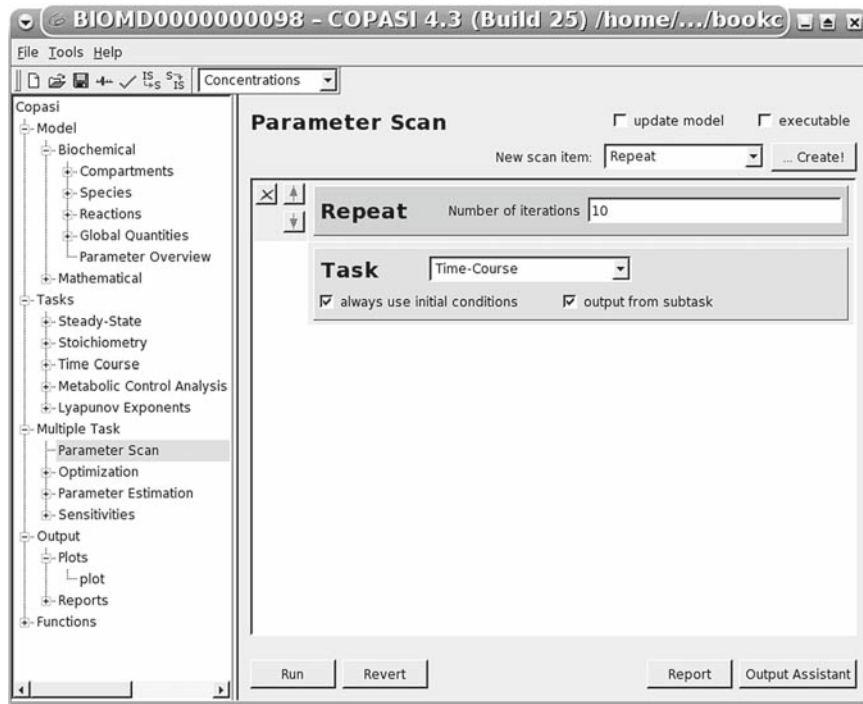 BIOMD0000000098 - COPASI 4.3 (Build 25) /home/.../bookc
File Tools Help
IS S
S IS
Concentrations
Copasi
Model
Biochemical
Compartments
Species
Reactions
Global Quantities
Parameter Overview
Mathematical
Tasks
Steady-State
Stoichiometry
Time Course
Metabolic Control Analysis
Lyapunov Exponents
Multiple Task
Parameter Scan
Optimization
Parameter Estimation
Sensitivities
Output
Plots
plot
Reports
Functions
Parameter Scan
update model executable
New scan item: Repeat ... Create!
Repeat Number of iterations 10
Task Time-Course
always use initial conditions output from subtask
Run Revert Report Output Assistant